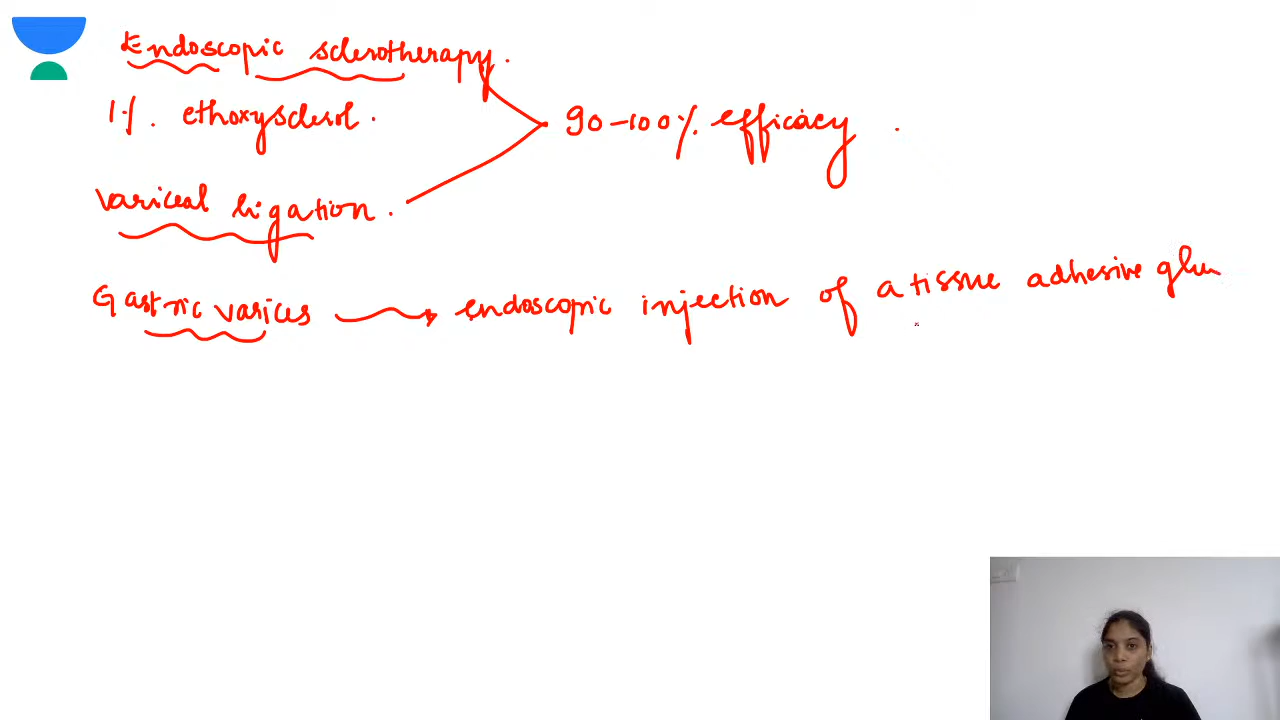 Endoscopic sclerotherapy.
1%. ethoxysclerol.
90-100% efficacy.
Variceal ligation.
Gastric varices → endoscopic injection of a tissue adhesive glue